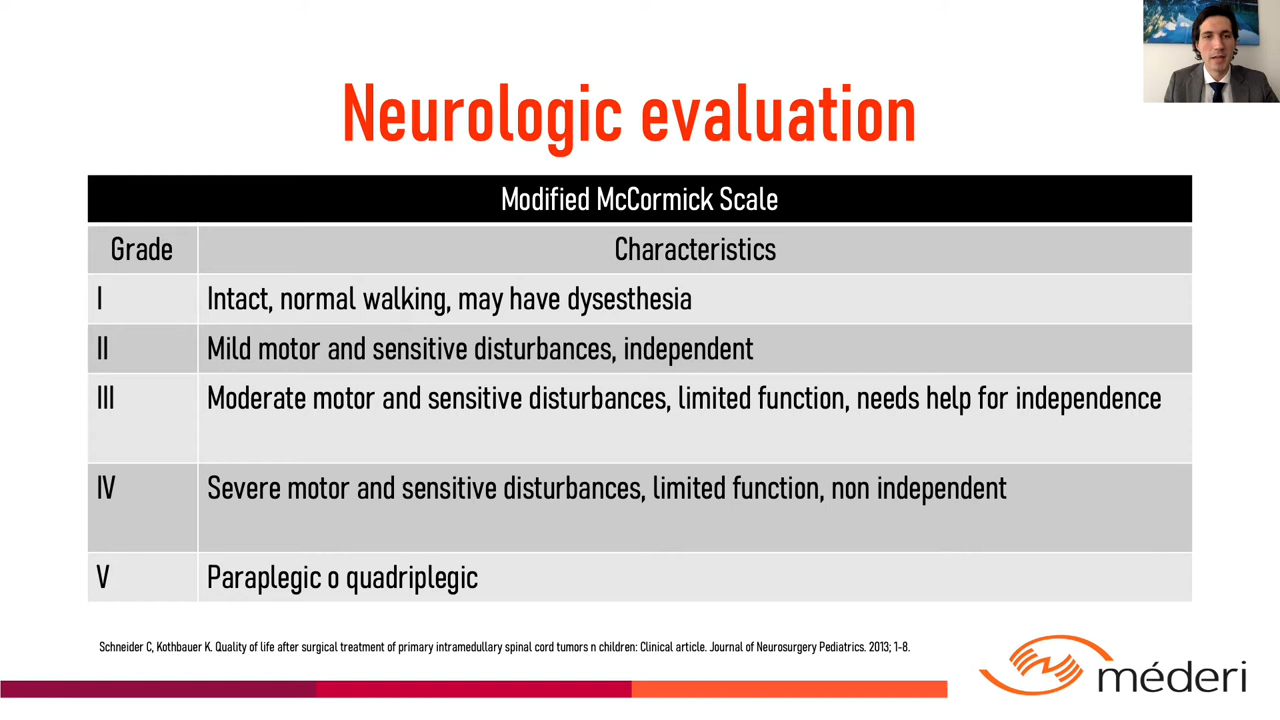 Neurologic evaluation
Modified McCormick Scale
Grade
Characteristics
I
Intact, normal walking, may have dysesthesia
II
Mild motor and sensitive disturbances, independent
III
Moderate motor and sensitive disturbances, limited function, needs help for independence
IV
Severe motor and sensitive disturbances, limited function, non independent
V
Paraplegic o quadriplegic
Schneider C, Kothbauer K. Quality of life after surgical treatment of primary intramedullary spinal cord tumors n children: Clinical article. Journal of Neurosurgery Pediatrics. 2013; 1-8.
méderi